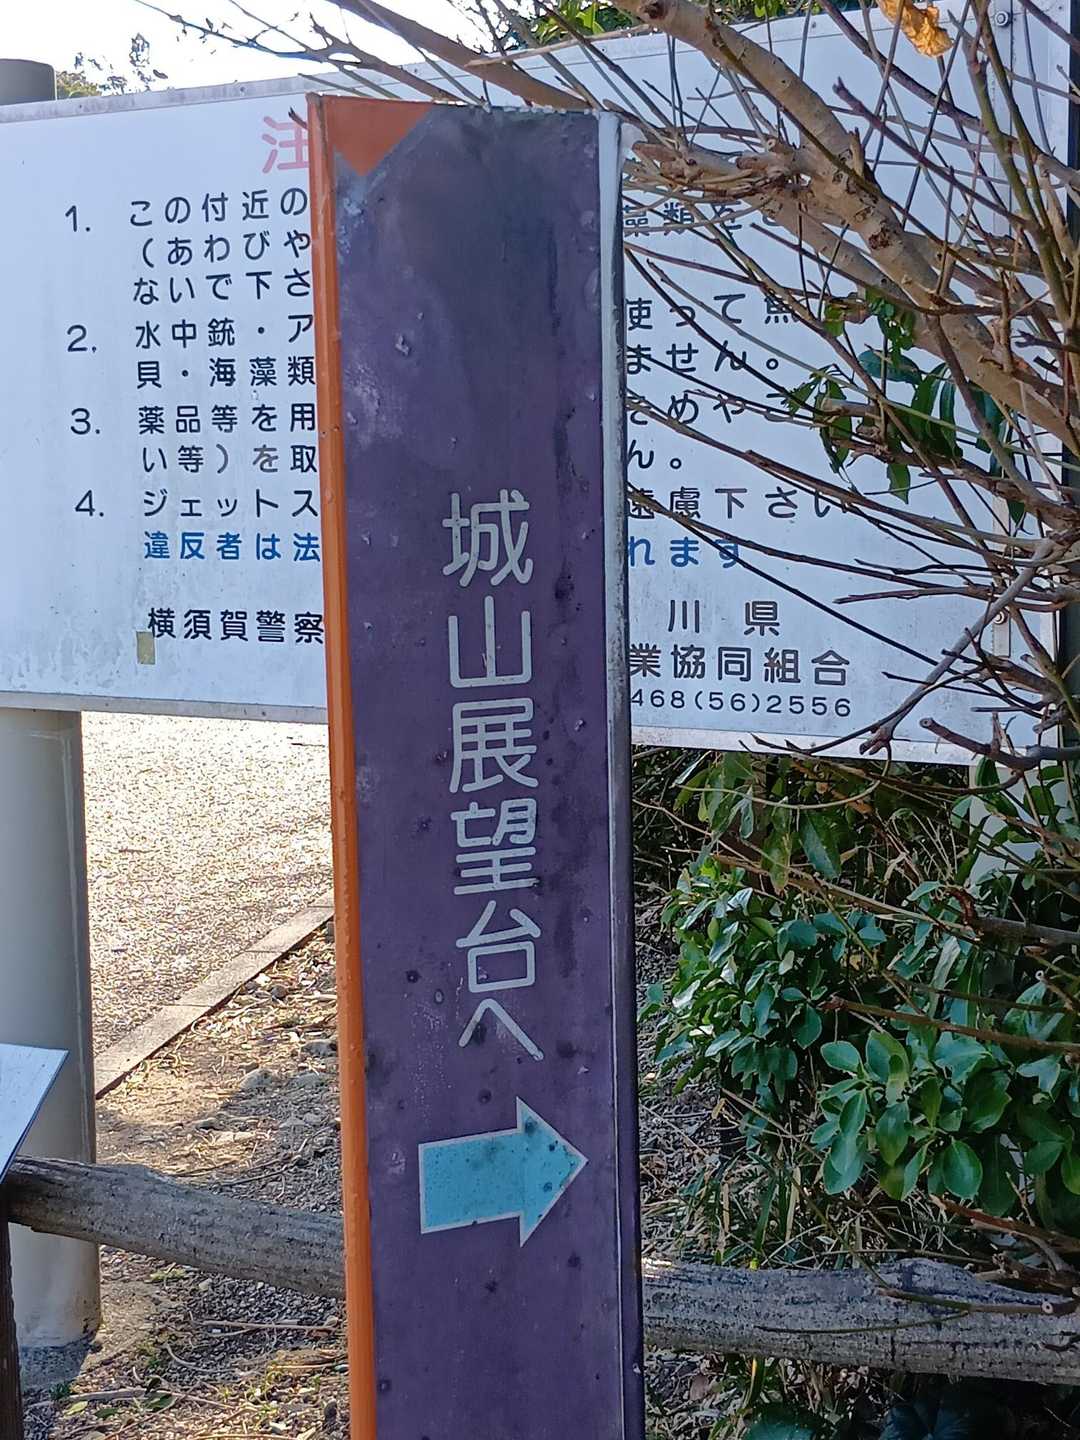 城山展望台へ
注
1. この付近の
藻類を
(あわびや
ないで下さ
2. 水中銃・ア
使って魚
貝・海藻類
ません。
3. 薬品等を用
い等)を取
ん。
4. ジェットス
遠慮下さい
違反者は法
れます
横須賀警察
川県
業協同組合
468(56)2556